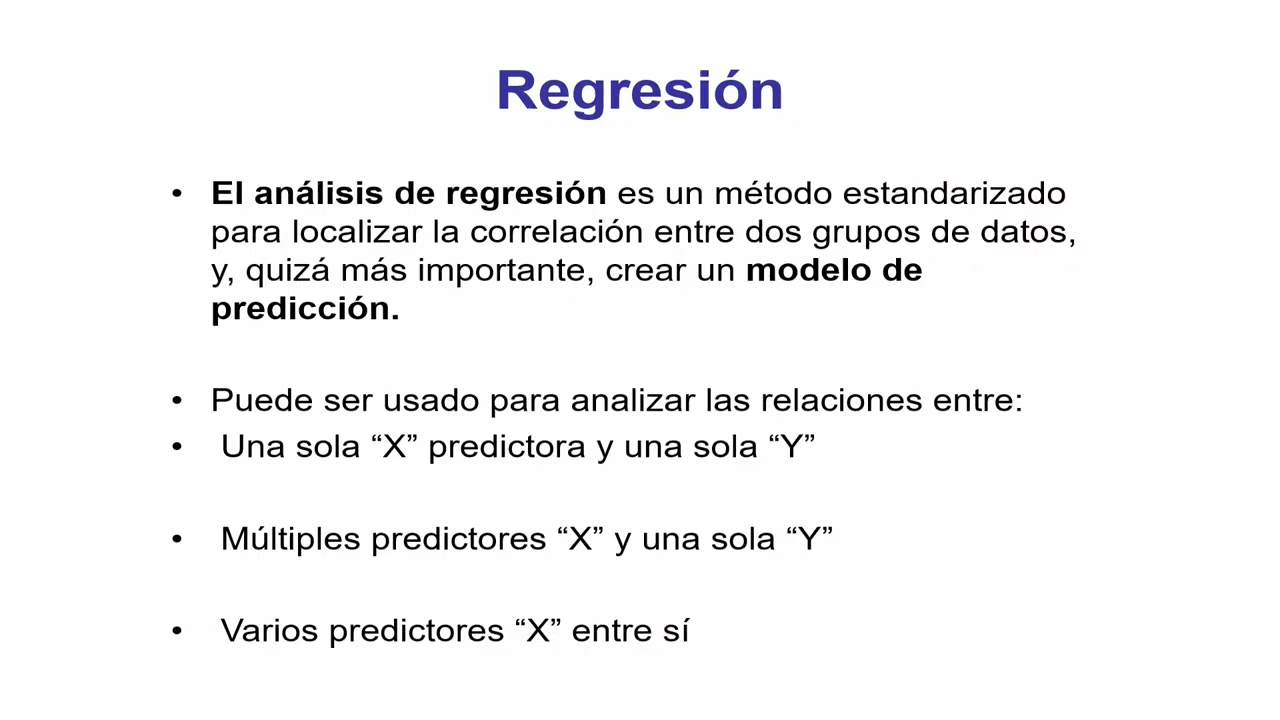 Regresión
• El análisis de regresión es un método estandarizado
para localizar la correlación entre dos grupos de datos,
y, quizá más importante, crear un modelo de
predicción.
• Puede ser usado para analizar las relaciones entre:
• Una sola “X” predictora y una sola “Y”
• Múltiples predictores “X” y una sola “Y”
• Varios predictores “X” entre sí